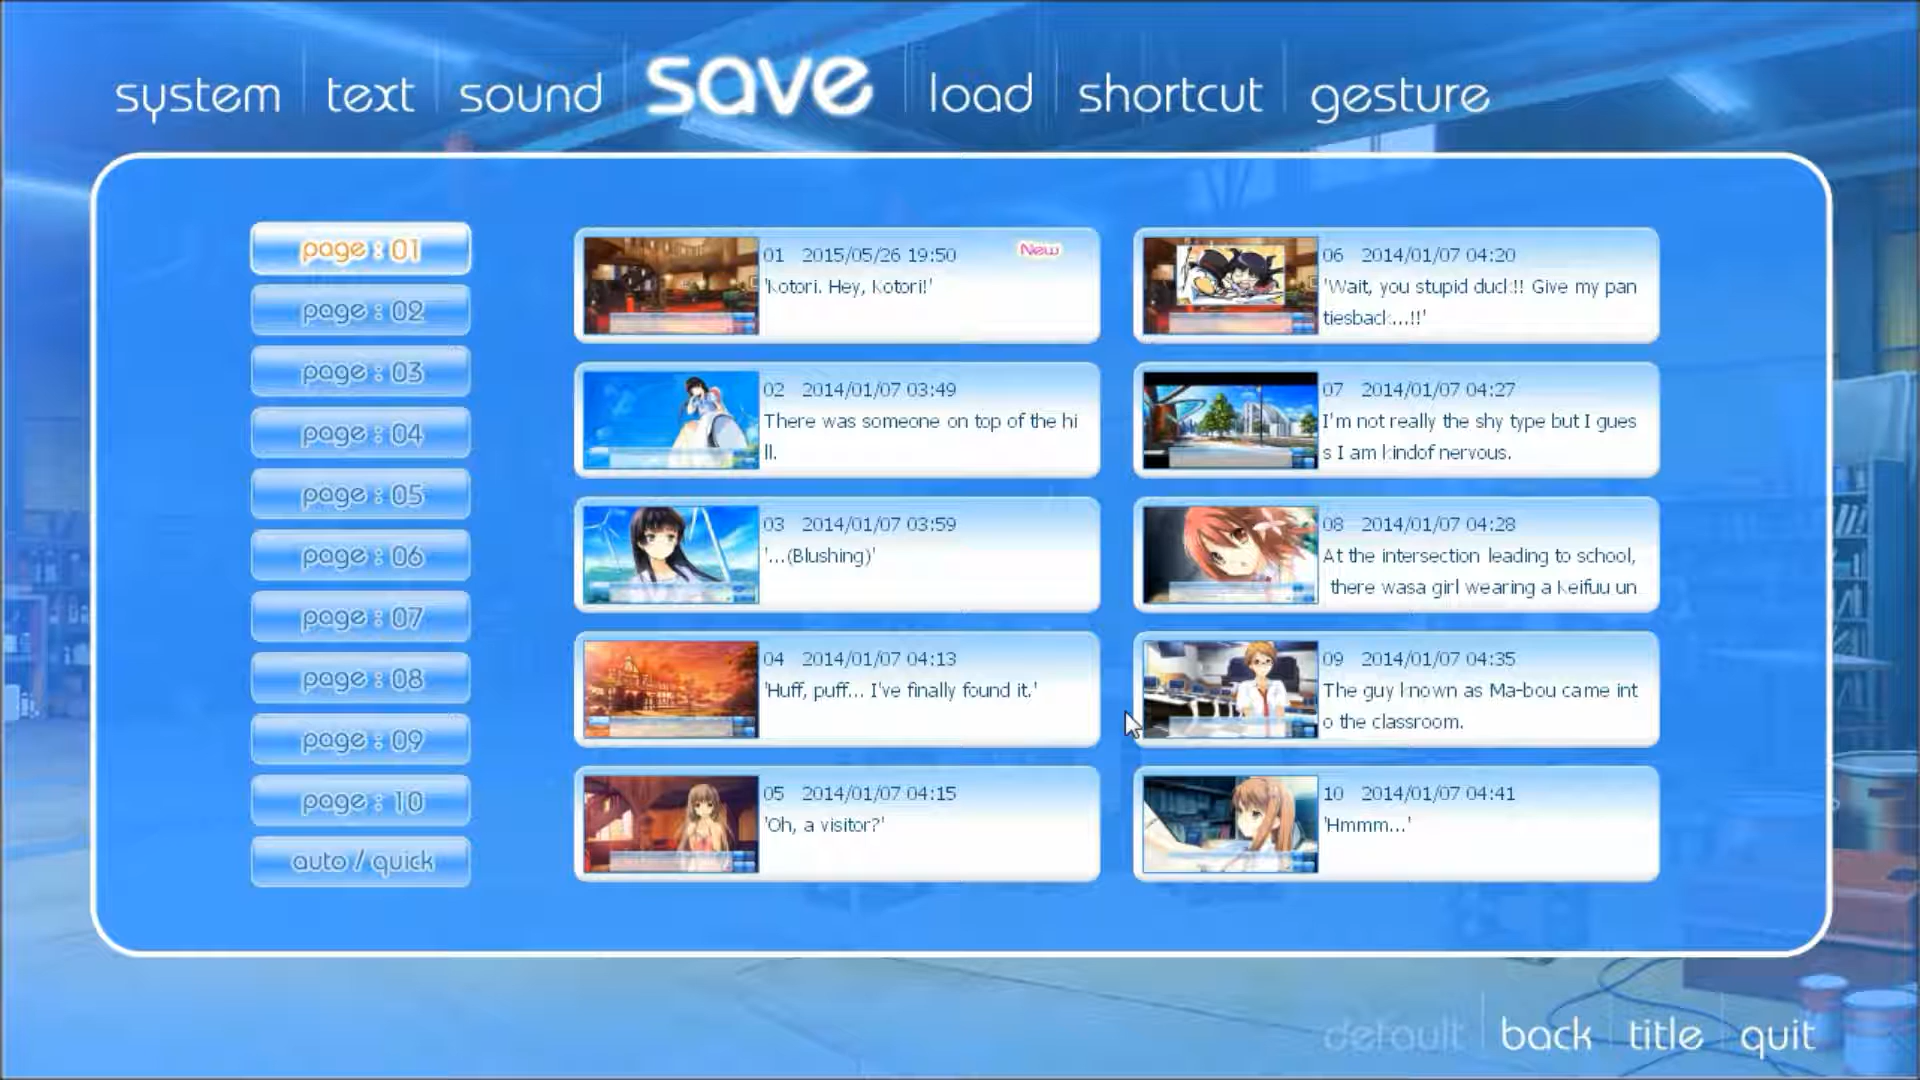 system text sound save load shortcut gesture
page : 01
page : 02
page : 03
page : 04
page : 05
page : 06
page : 07
page : 08
page : 09
page : 10
auto / quick
01 2015/05/26 19:50 New
'Kotori. Hey, Kotori!'
02 2014/01/07 03:49
There was someone on top of the hi
ll.
03 2014/01/07 03:59
'...(Blushing)'
04 2014/01/07 04:13
'Huff, puff... I've finally found it.'
05 2014/01/07 04:15
'Oh, a visitor?'
06 2014/01/07 04:20
'Wait, you stupid duck!! Give my pan
tiesback...!!'
07 2014/01/07 04:27
I'm not really the shy type but I gues
s I am kindof nervous.
08 2014/01/07 04:28
At the intersection leading to school,
there wasa girl wearing a Keifuu un
09 2014/01/07 04:35
The guy known as Ma-bou came int
o the classroom.
10 2014/01/07 04:41
'Hmmm...'
default back title quit